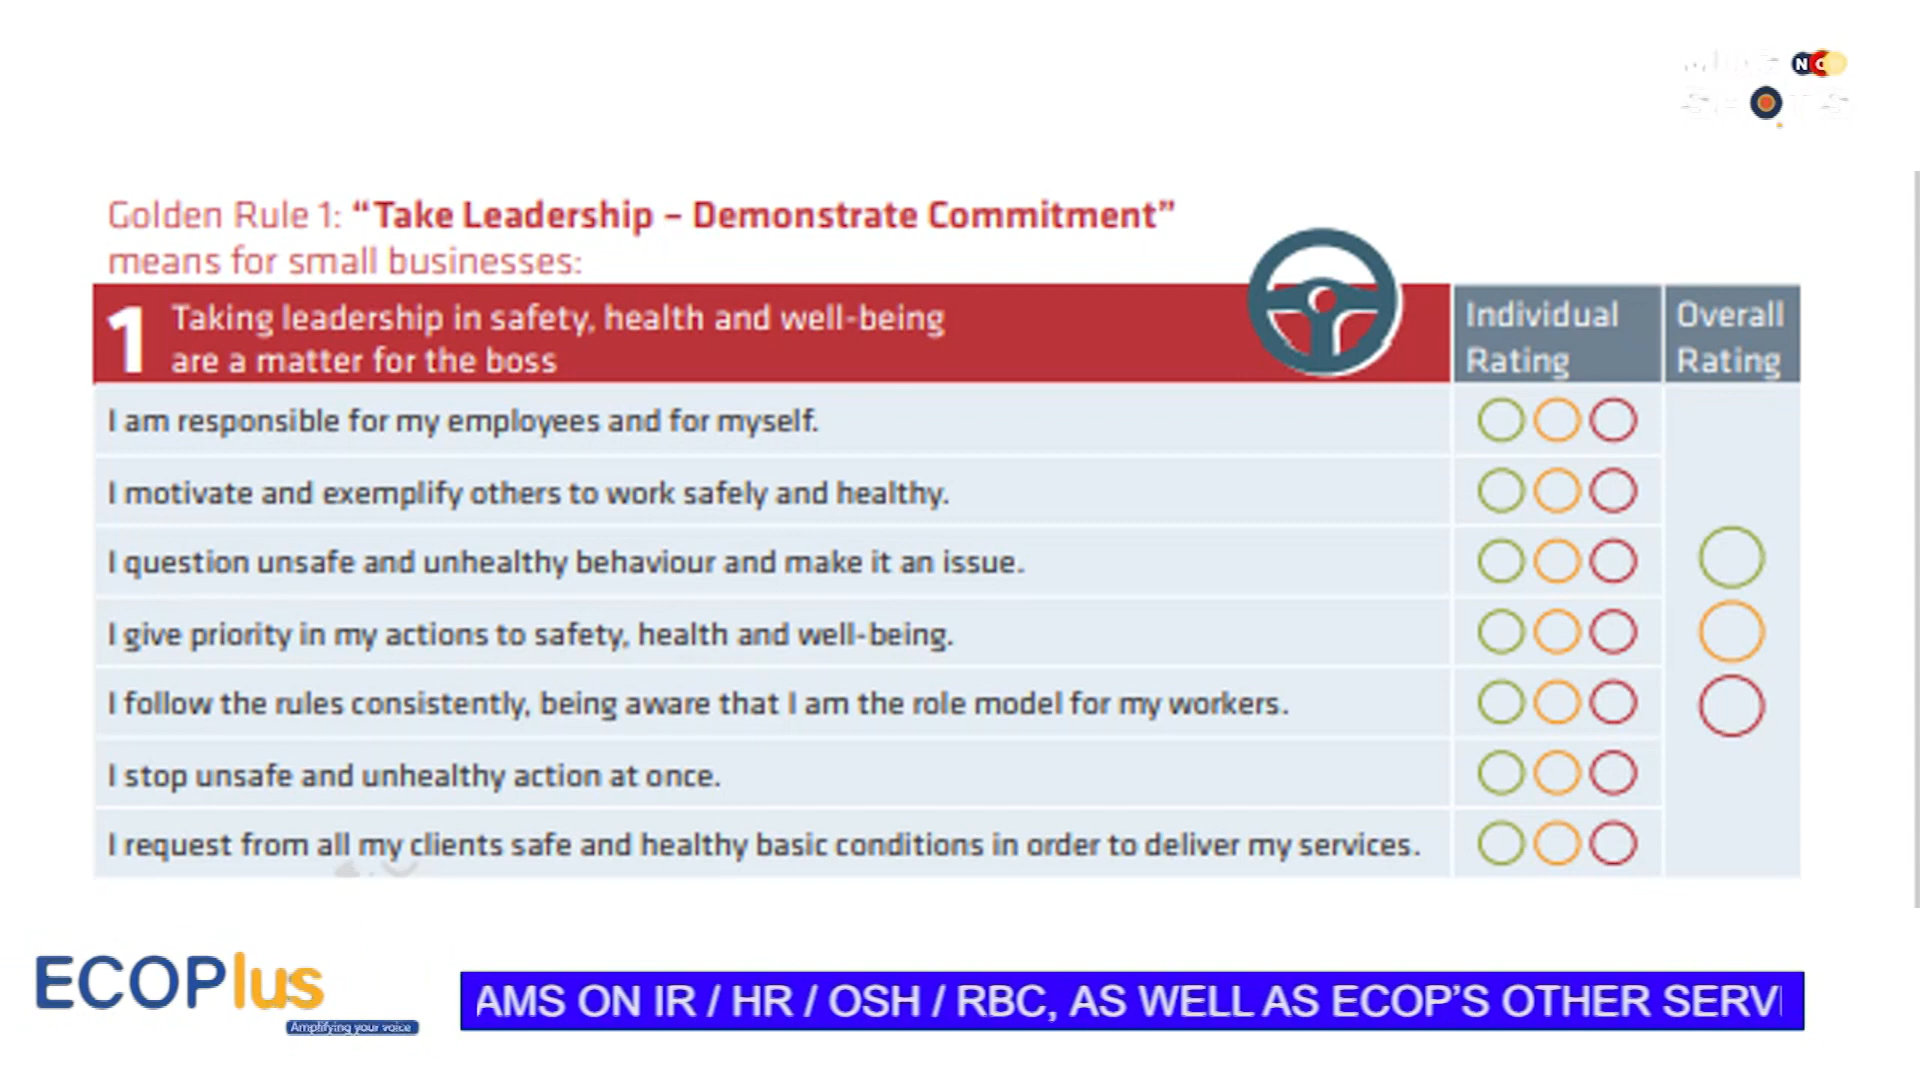 NC
Golden Rule 1: “Take Leadership – Demonstrate Commitment”
means for small businesses:
1 Taking leadership in safety, health and well-being
are a matter for the boss
Individual
Rating
Overall
Rating
I am responsible for my employees and for myself.
I motivate and exemplify others to work safely and healthy.
I question unsafe and unhealthy behaviour and make it an issue.
I give priority in my actions to safety, health and well-being.
I follow the rules consistently, being aware that I am the role model for my workers.
I stop unsafe and unhealthy action at once.
I request from all my clients safe and healthy basic conditions in order to deliver my services.
ECOPlus
Amplifying your voice
AMS ON IR / HR / OSH / RBC, AS WELL AS ECOP’S OTHER SERVI